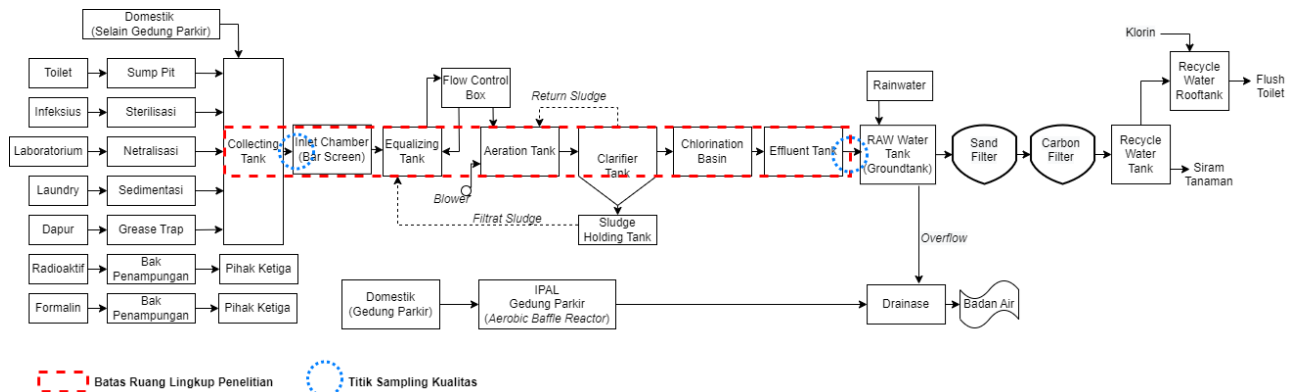 Domestik
(Selain Gedung Parkir)
Toilet
Sump Pit
Infeksius
Sterilisasi
Laboratorium
Netralisasi
Laundry
Sedimentasi
Dapur
Grease Trap
Radioaktif
Bak
Penampungan
Pihak Ketiga
Formalin
Bak
Penampungan
Pihak Ketiga
Collecting
Tank
Inlet Chamber
(Bar Screen)
Equalizing
Tank
Flow Control
Box
Return Sludge
Aeration Tank
Blower
Filtrat Sludge
Clarifier
Tank
Sludge
Holding Tank
Chlorination
Basin
Effluent Tank
Rainwater
RAW Water
Tank
(Groundtank)
Overflow
Sand
Filter
Carbon
Filter
Recycle
Water
Tank
Siram
Tanaman
Klorin
Recycle
Water
Rooftank
Flush
Toilet
Domestik
(Gedung Parkir)
IPAL
Gedung Parkir
(Aerobic Baffle Reactor)
Drainase
Badan Air
Batas Ruang Lingkup Penelitian
Titik Sampling Kualitas